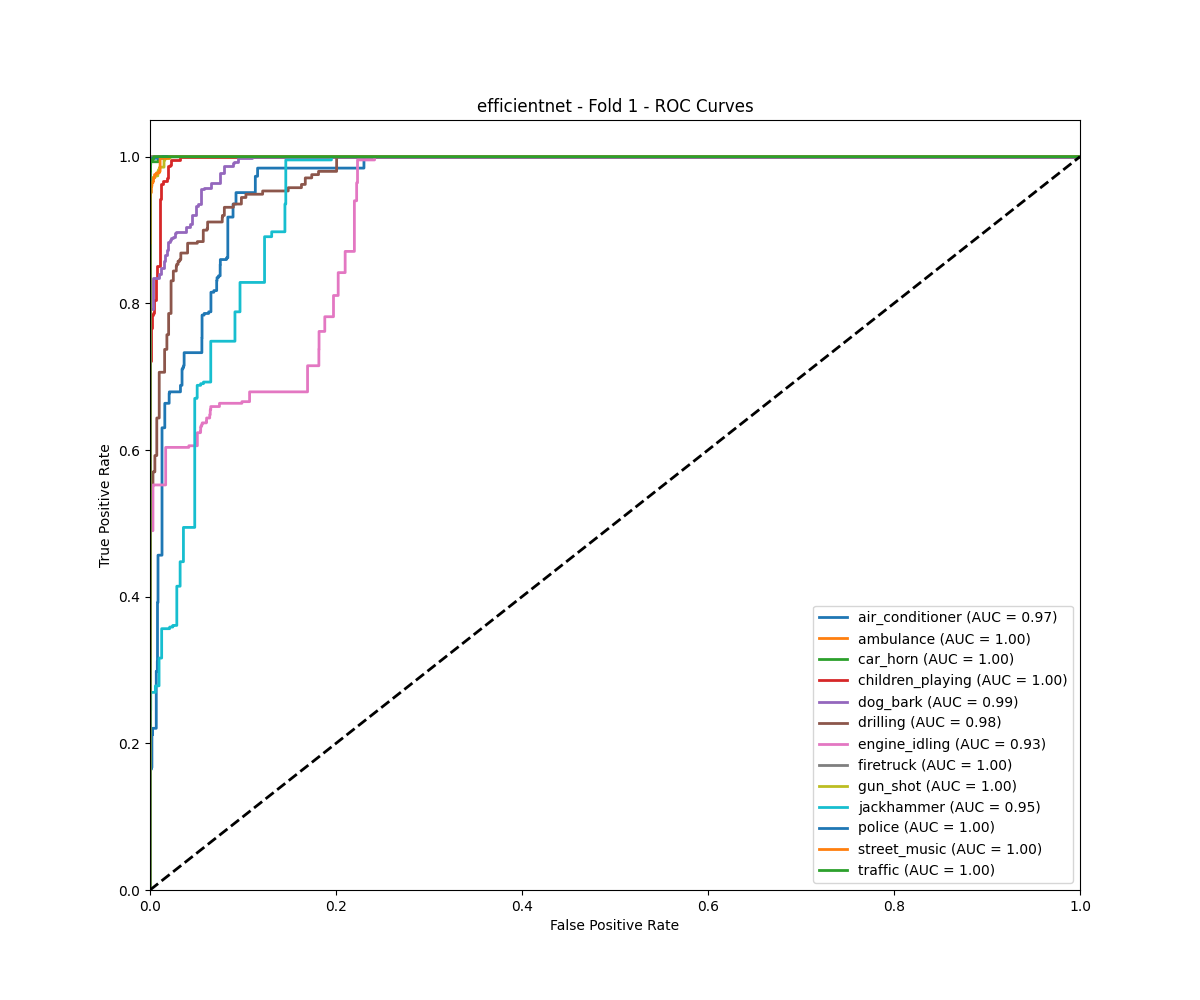 efficientnet - Fold 1 - ROC Curves
1.0
0.8
0.6
0.4
0.2
0.0
True Positive Rate
air_conditioner (AUC = 0.97)
ambulance (AUC = 1.00)
car_horn (AUC = 1.00)
children_playing (AUC = 1.00)
dog_bark (AUC = 0.99)
drilling (AUC = 0.98)
engine_idling (AUC = 0.93)
firetruck (AUC = 1.00)
gun_shot (AUC = 1.00)
jackhammer (AUC = 0.95)
police (AUC = 1.00)
street_music (AUC = 1.00)
traffic (AUC = 1.00)
0.0 0.2 0.4 0.6 0.8 1.0
False Positive Rate